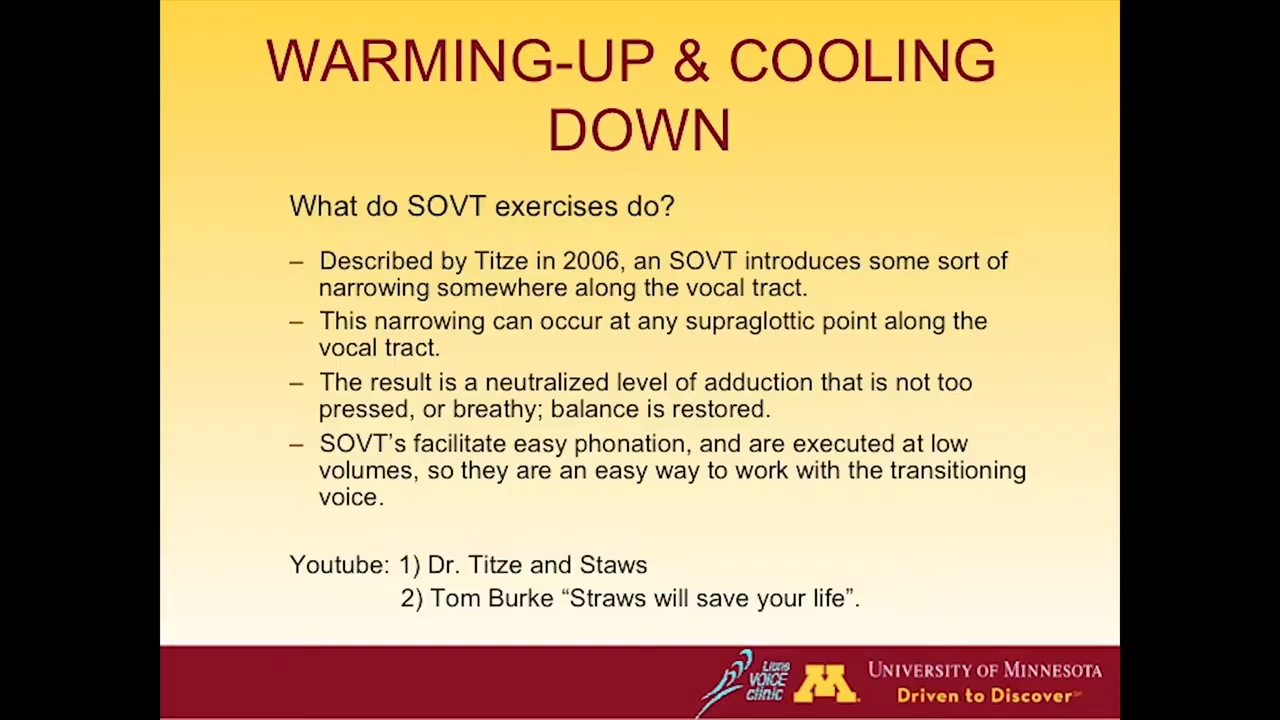 WARMING-UP & COOLING
DOWN
What do SOVT exercises do?
– Described by Titze in 2006, an SOVT introduces some sort of
narrowing somewhere along the vocal tract.
– This narrowing can occur at any supraglottic point along the
vocal tract.
– The result is a neutralized level of adduction that is not too
pressed, or breathy; balance is restored.
– SOVT’s facilitate easy phonation, and are executed at low
volumes, so they are an easy way to work with the transitioning
voice.
Youtube: 1) Dr. Titze and Staws
2) Tom Burke “Straws will save your life”.
Lions
VOICE
clinic
M
UNIVERSITY OF MINNESOTA
Driven to Discover℠